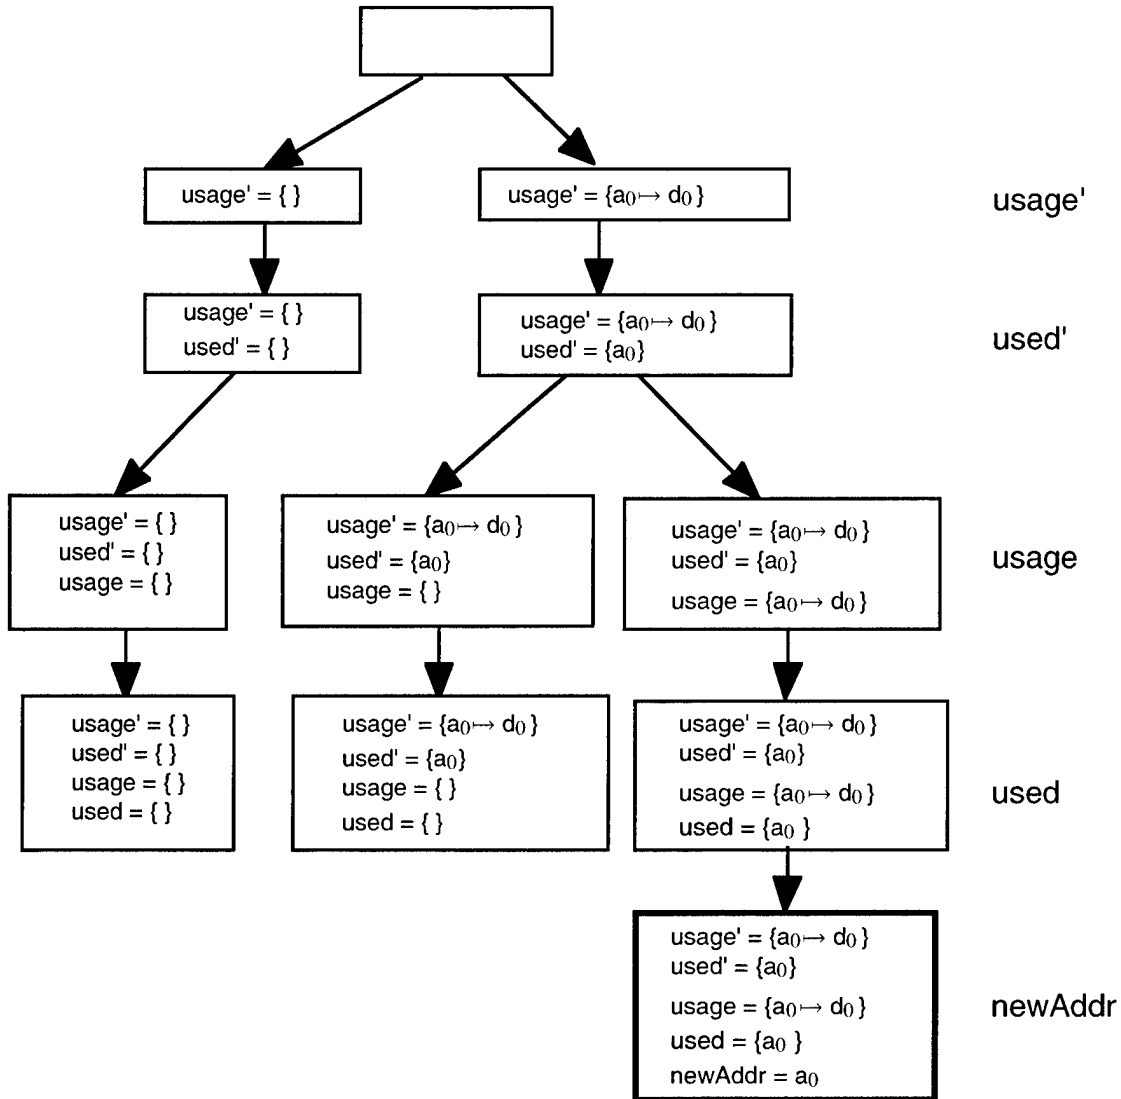 usage' = { }
usage' = {a₀ ↦ d₀ }
usage'
usage' = { }
used' = { }
usage' = {a₀ ↦ d₀ }
used' = {a₀}
used'
usage' = { }
used' = { }
usage = { }
usage' = {a₀ ↦ d₀ }
used' = {a₀}
usage = { }
usage' = {a₀ ↦ d₀ }
used' = {a₀}
usage = {a₀ ↦ d₀ }
usage
usage' = { }
used' = { }
usage = { }
used = { }
usage' = {a₀ ↦ d₀ }
used' = {a₀}
usage = { }
used = { }
usage' = {a₀ ↦ d₀ }
used' = {a₀}
usage = {a₀ ↦ d₀ }
used = {a₀ }
used
usage' = {a₀ ↦ d₀ }
used' = {a₀}
usage = {a₀ ↦ d₀ }
used = {a₀ }
newAddr = a₀
newAddr